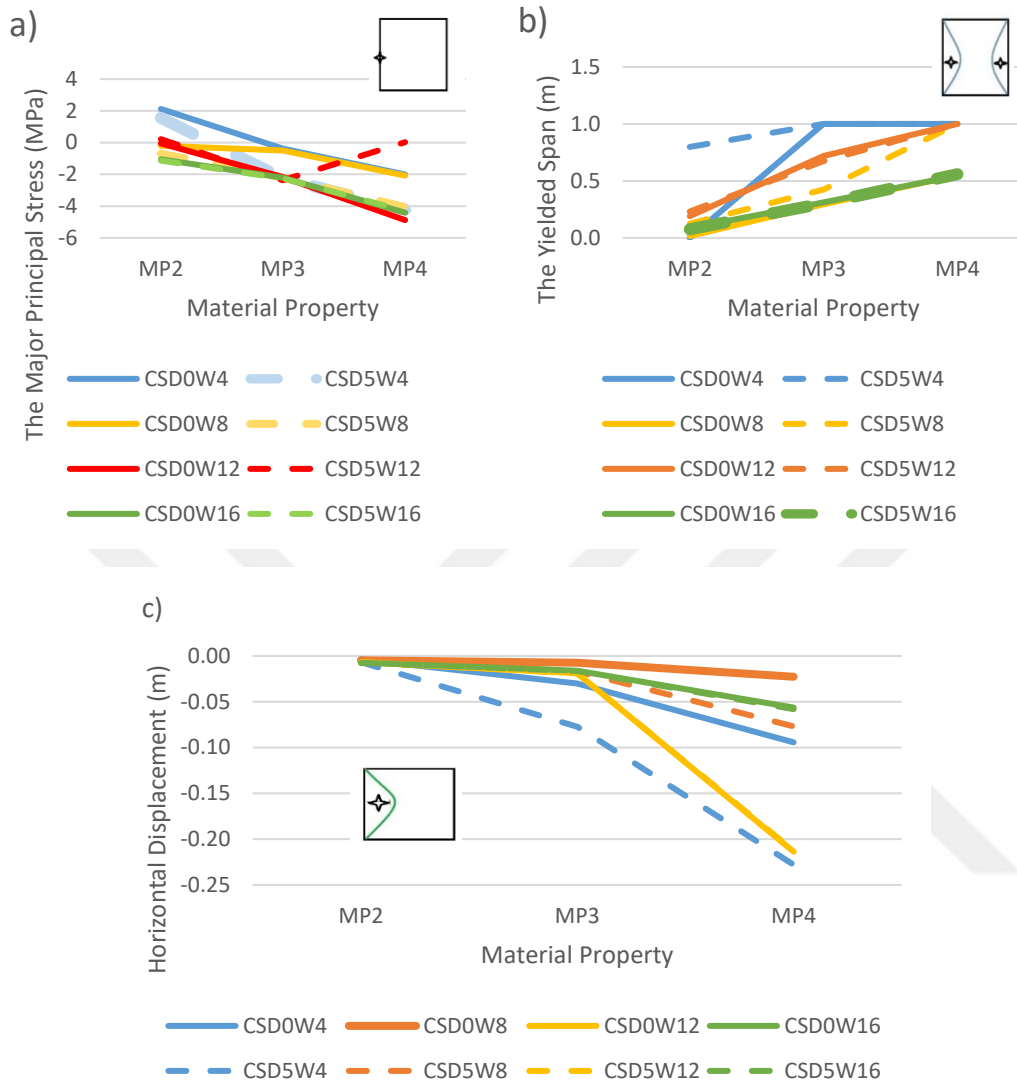 a)
The Major Principal Stress (MPa)
4
2
0
-2
-4
-6
MP2 MP3 MP4
Material Property
CSD0W4 CSD5W4
CSD0W8 CSD5W8
CSD0W12 CSD5W12
CSD0W16 CSD5W16
b)
The Yielded Span (m)
1.5
1.0
0.5
0.0
MP2 MP3 MP4
Material Property
CSD0W4 CSD5W4
CSD0W8 CSD5W8
CSD0W12 CSD5W12
CSD0W16 CSD5W16
c)
Horizontal Displacement (m)
0.00
-0.05
-0.10
-0.15
-0.20
-0.25
MP2 MP3 MP4
Material Property
CSD0W4 CSD0W8 CSD0W12 CSD0W16
CSD5W4 CSD5W8 CSD5W12 CSD5W16